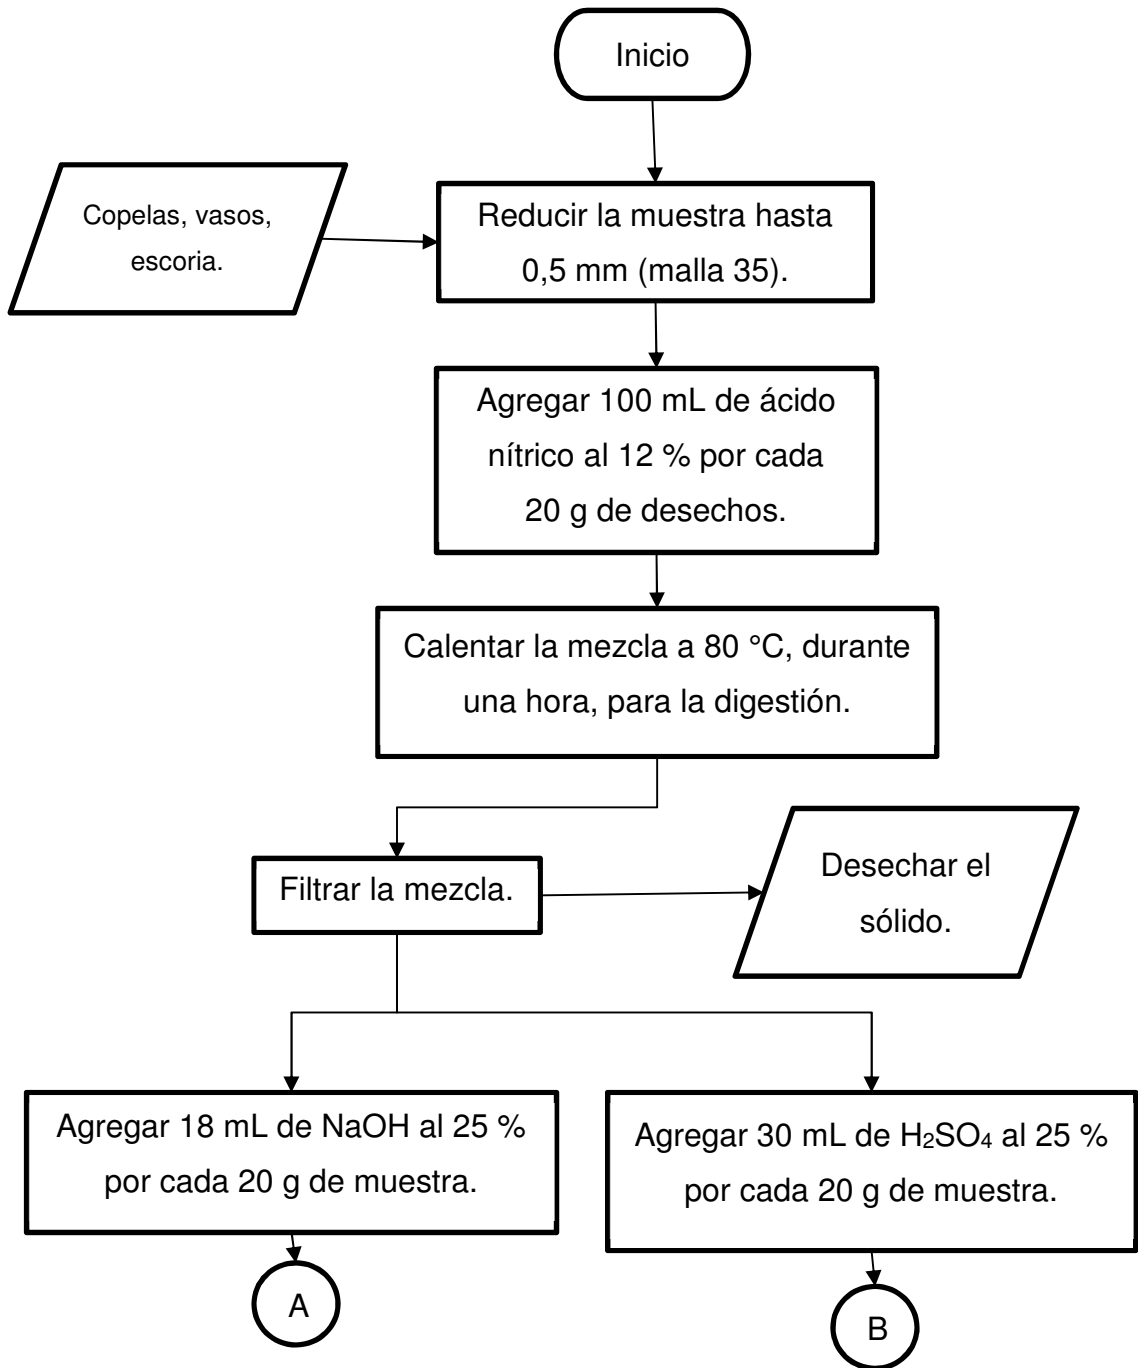 Inicio
Copelas, vasos,
escoria.
Reducir la muestra hasta
0,5 mm (malla 35).
Agregar 100 mL de ácido
nítrico al 12 % por cada
20 g de desechos.
Calentar la mezcla a 80 °C, durante
una hora, para la digestión.
Filtrar la mezcla.
Desechar el
sólido.
Agregar 18 mL de NaOH al 25 %
por cada 20 g de muestra.
Agregar 30 mL de H₂SO₄ al 25 %
por cada 20 g de muestra.
A
B